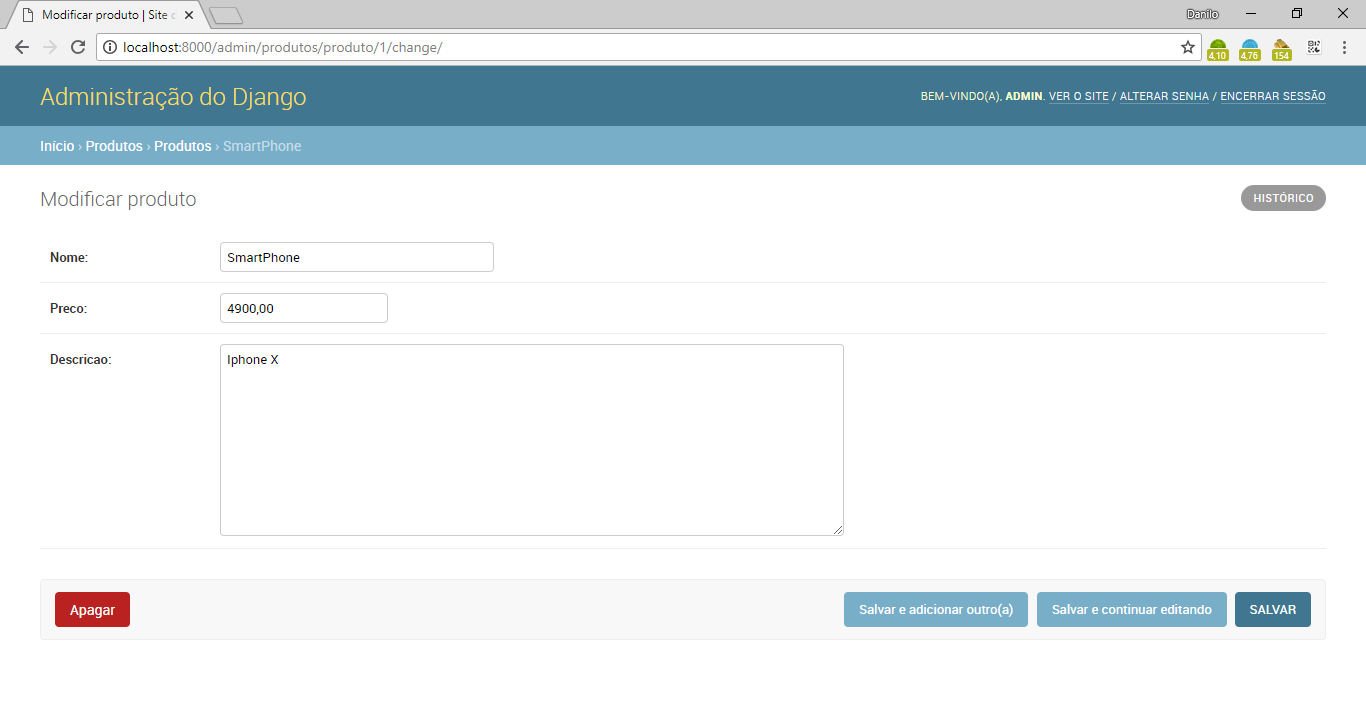 Modificar produto | Site
Danilo
localhost:8000/admin/produtos/produto/1/change/
4,10 4,76 154
Administração do Django
BEM-VINDO(A), ADMIN. VER O SITE / ALTERAR SENHA / ENCERRAR SESSÃO
Início › Produtos › Produtos › SmartPhone
Modificar produto
HISTÓRICO
Nome: SmartPhone
Preco: 4900,00
Descricao: Iphone X
Apagar Salvar e adicionar outro(a) Salvar e continuar editando SALVAR